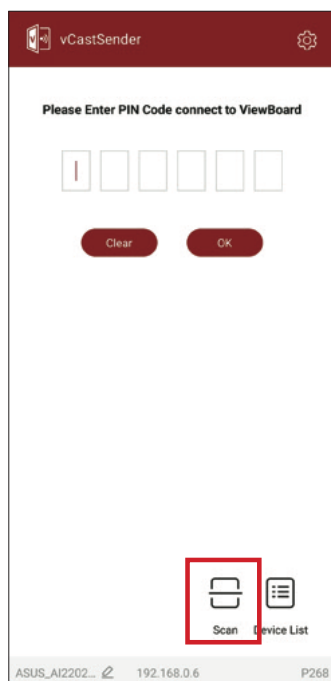 vCastSender
Please Enter PIN Code connect to ViewBoard
Clear OK
Scan Device List
ASUS_AI2202... 192.168.0.6 P268